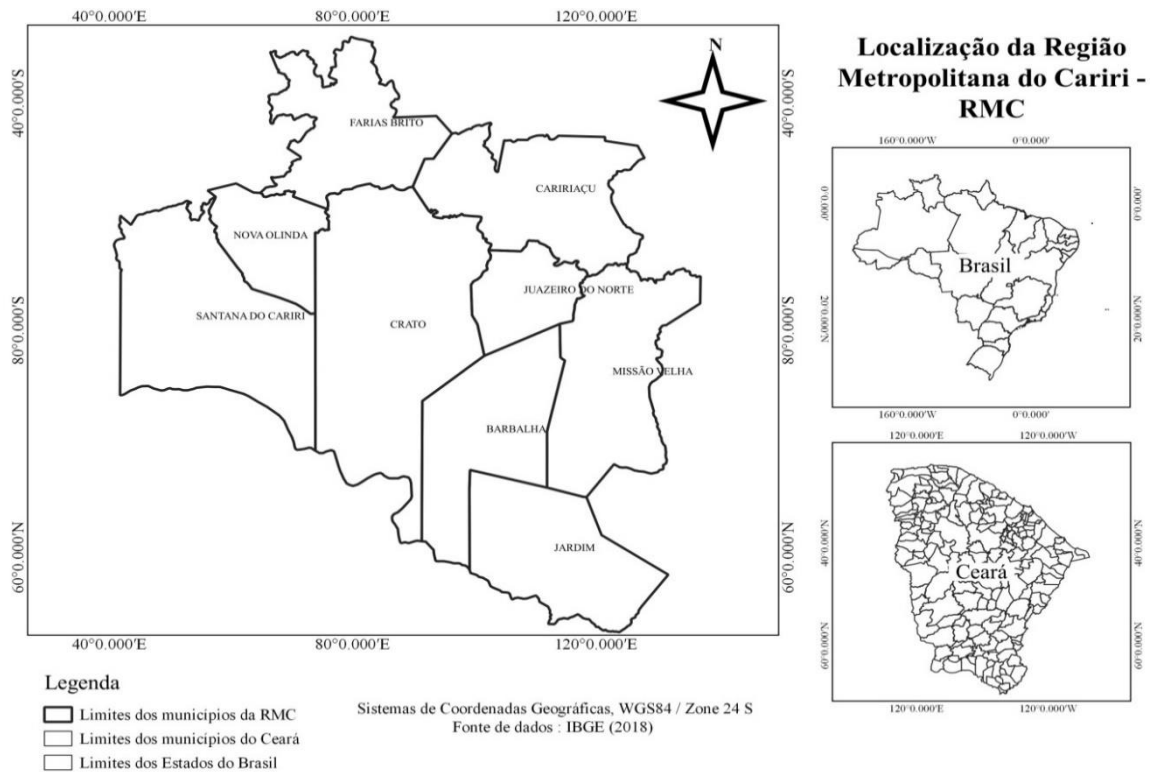 40°0.000'E 80°0.000'E 120°0.000'E
N
40°0.000'S
40°0.000'S
FARIAS BRITO
CARIRIAÇU
NOVA OLINDA
JUAZEIRO DO NORTE
SANTANA DO CARIRI
CRATO
80°0.000'S
80°0.000'S
MISSÃO VELHA
BARBALHA
JARDIM
60°0.000'N
60°0.000'N
40°0.000'E 80°0.000'E 120°0.000'E
Legenda
Limites dos municípios da RMC
Limites dos municípios do Ceará
Limites dos Estados do Brasil
Sistemas de Coordenadas Geográficas, WGS84 / Zone 24 S
Fonte de dados : IBGE (2018)
Localização da Região
Metropolitana do Cariri -
RMC
160°0.000'W 0°0.000'
0°0.000'
0°0.000'
Brasil
20°0.000'N
20°0.000'N
160°0.000'W 0°0.000'
120°0.000'E 120°0.000'W
40°0.000'N
40°0.000'N
Ceará
60°0.000'N
60°0.000'N
120°0.000'E 120°0.000'W